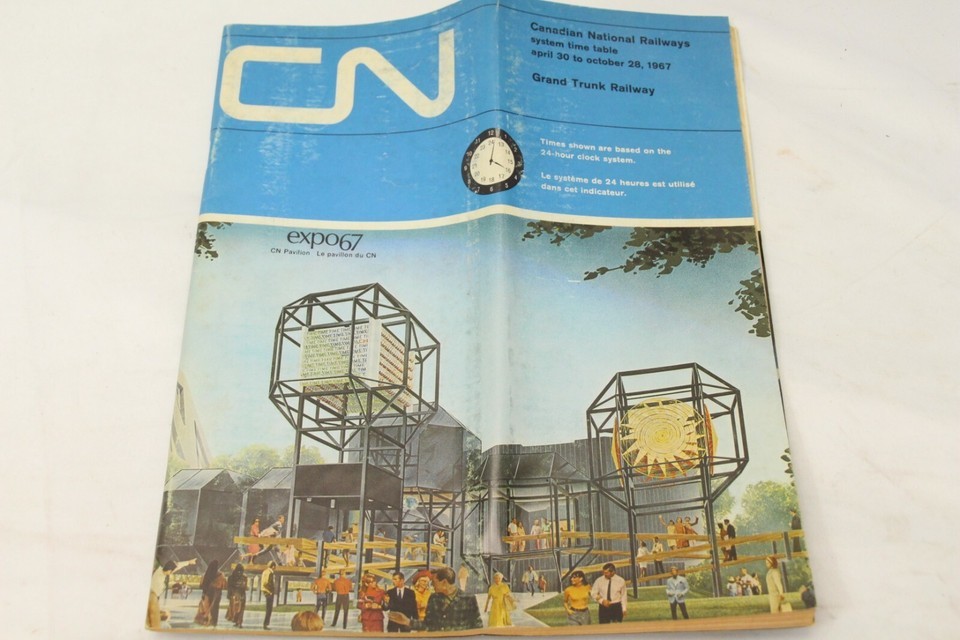 CN
Canadian National Railways
system time table
april 30 to october 28, 1967
Grand Trunk Railway
Times shown are based on the
24-hour clock system.
Le système de 24 heures est utilisé
dans cet indicateur.
expo67
CN Pavilion Le pavillon du CN